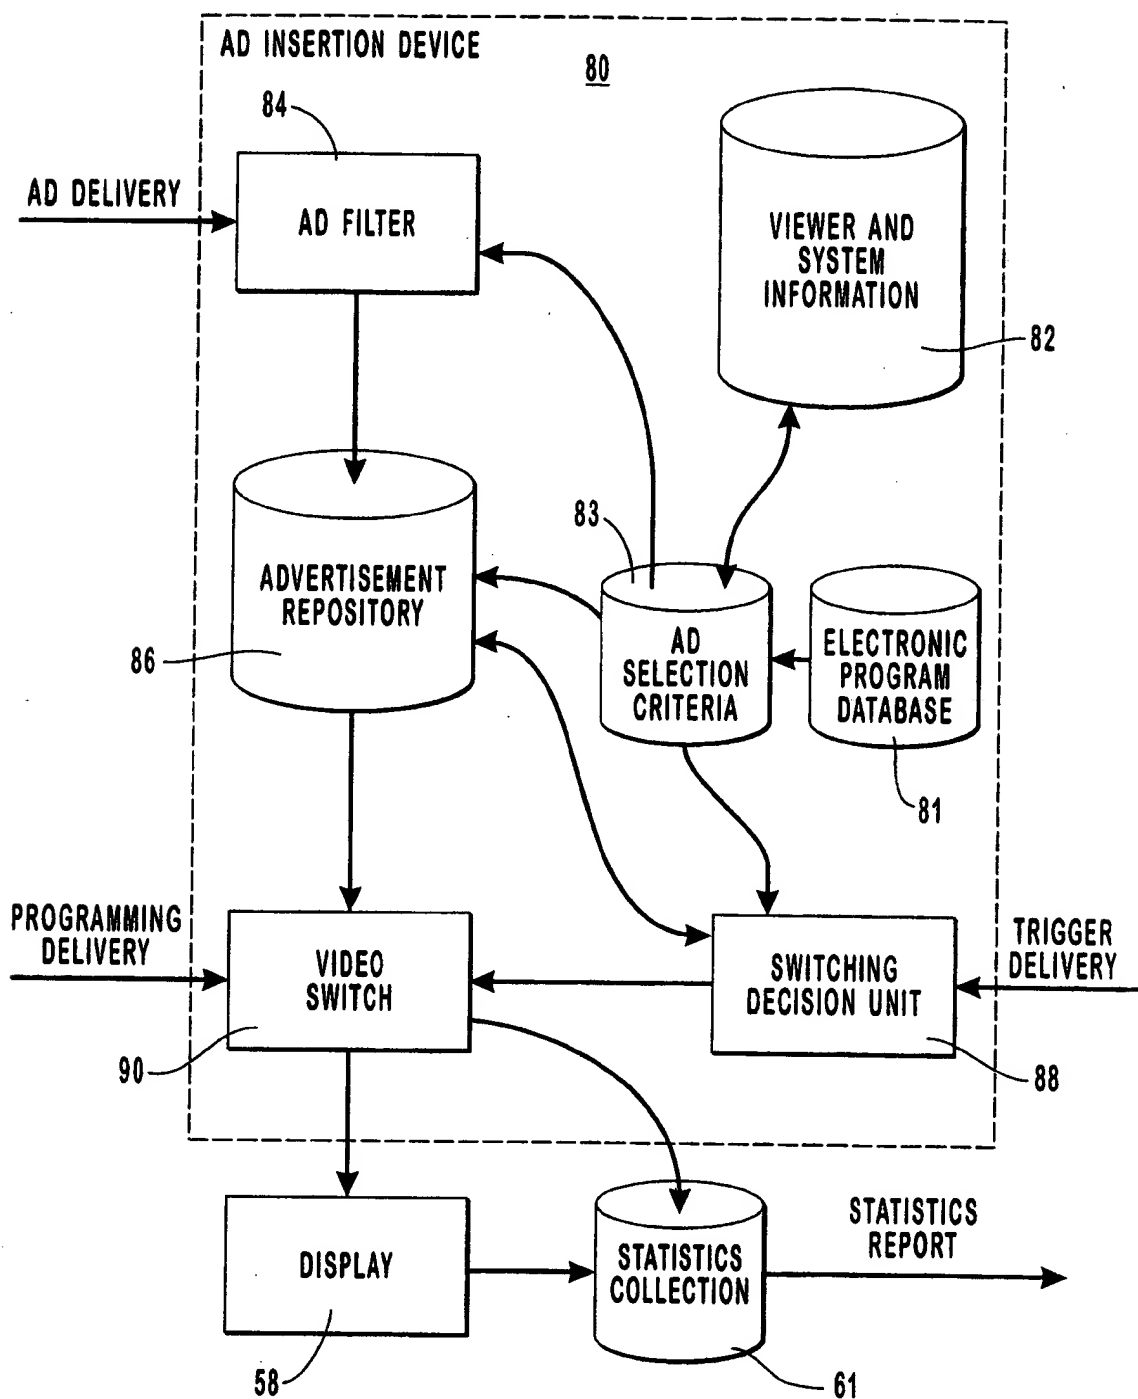 AD INSERTION DEVICE
80
84
AD DELIVERY
AD FILTER
VIEWER AND
SYSTEM
INFORMATION
82
83
ADVERTISEMENT
REPOSITORY
86
AD
SELECTION
CRITERIA
ELECTRONIC
PROGRAM
DATABASE
81
PROGRAMMING
DELIVERY
VIDEO
SWITCH
90
SWITCHING
DECISION UNIT
88
TRIGGER
DELIVERY
DISPLAY
58
STATISTICS
COLLECTION
61
STATISTICS
REPORT